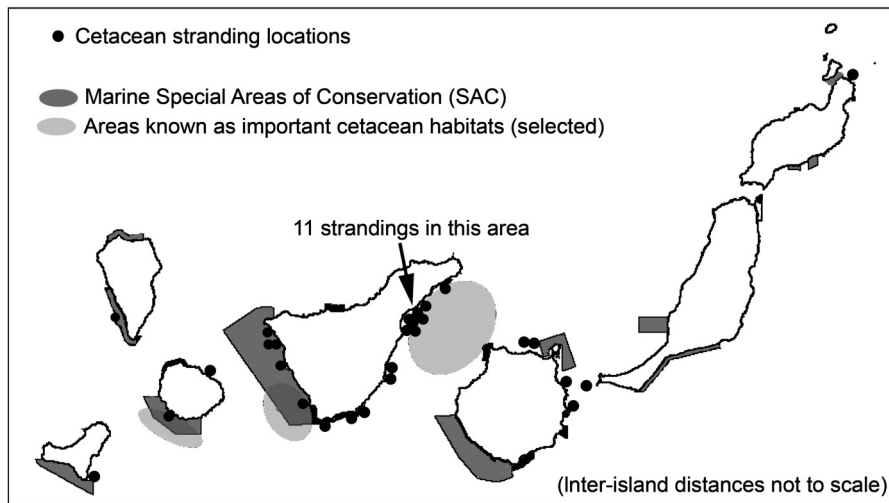 Cetacean stranding locations
Marine Special Areas of Conservation (SAC)
Areas known as important cetacean habitats (selected)
11 strandings in this area
(Inter-island distances not to scale)